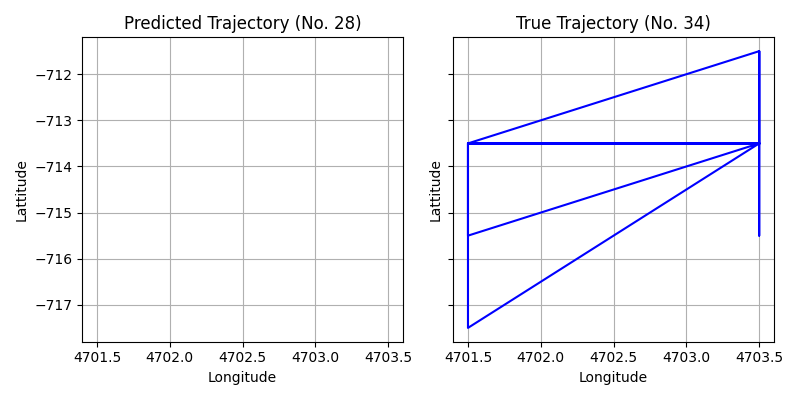 Predicted Trajectory (No. 28)
−712
−713
−714
−715
−716
−717
Lattitude
4701.5 4702.0 4702.5 4703.0 4703.5
Longitude
True Trajectory (No. 34)
Lattitude
4701.5 4702.0 4702.5 4703.0 4703.5
Longitude